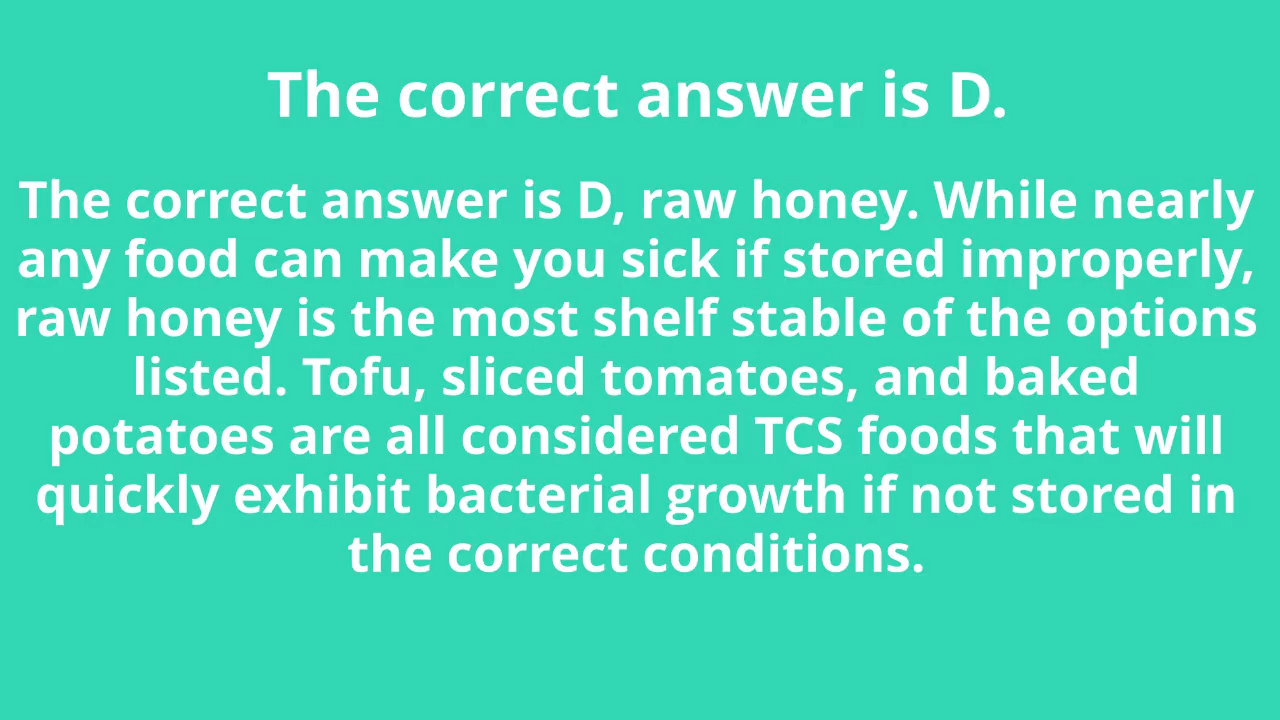 The correct answer is D.
The correct answer is D, raw honey. While nearly
any food can make you sick if stored improperly,
raw honey is the most shelf stable of the options
listed. Tofu, sliced tomatoes, and baked
potatoes are all considered TCS foods that will
quickly exhibit bacterial growth if not stored in
the correct conditions.